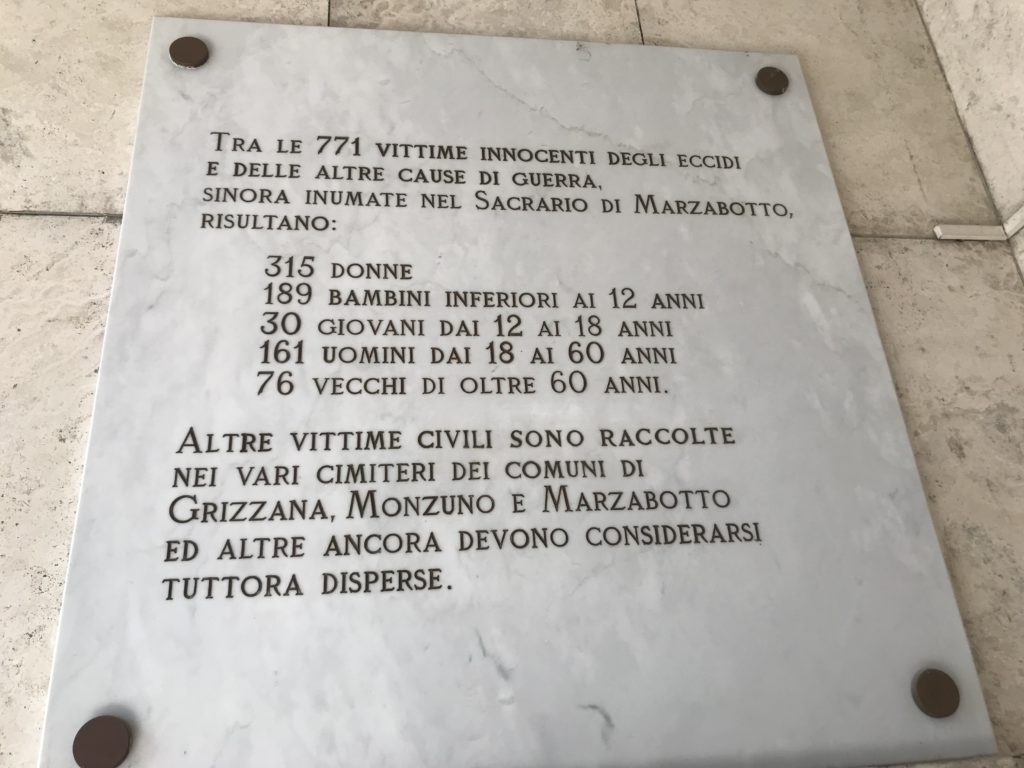 Tra le 771 vittime innocenti degli eccidi
e delle altre cause di guerra,
sinora inumate nel Sacrario di Marzabotto,
risultano:
315 donne
189 bambini inferiori ai 12 anni
30 giovani dai 12 ai 18 anni
161 uomini dai 18 ai 60 anni
76 vecchi di oltre 60 anni.
Altre vittime civili sono raccolte
nei vari cimiteri dei comuni di
Grizzana, Monzuno e Marzabotto
ed altre ancora devono considerarsi
tuttora disperse.